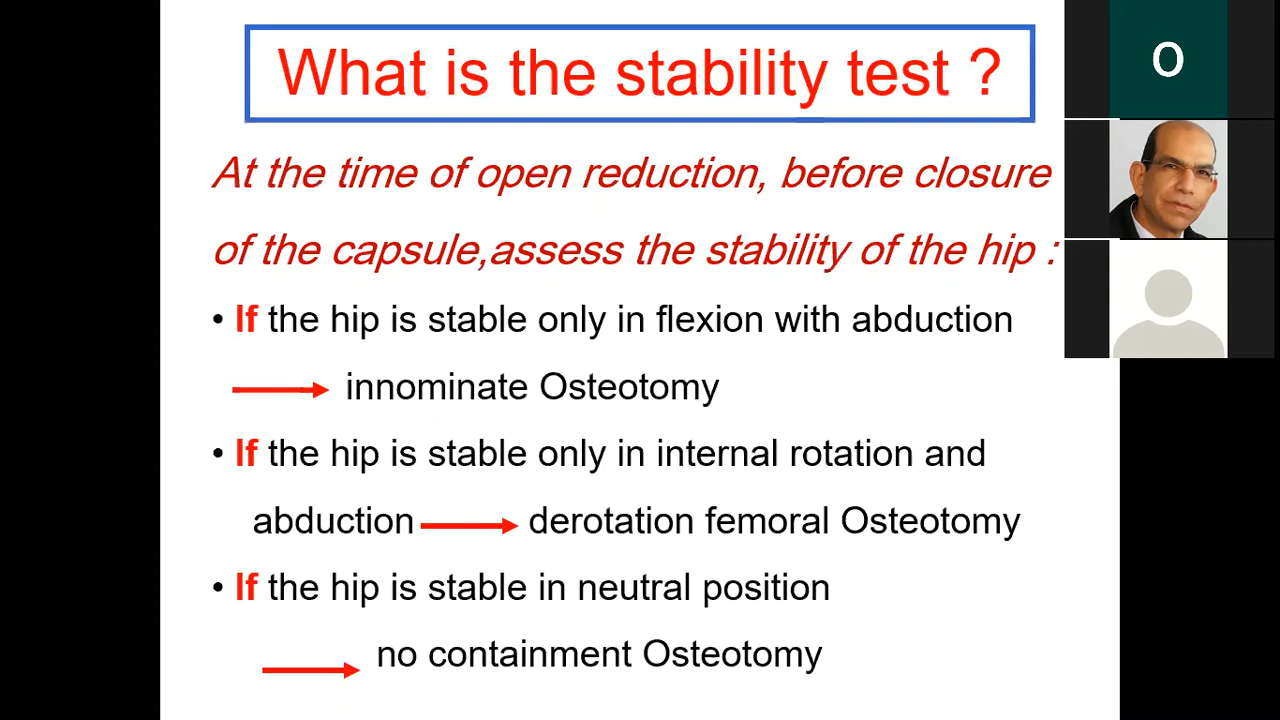 What is the stability test ?
At the time of open reduction, before closure
of the capsule,assess the stability of the hip :
• If the hip is stable only in flexion with abduction
innominate Osteotomy
• If the hip is stable only in internal rotation and
abduction derotation femoral Osteotomy
• If the hip is stable in neutral position
no containment Osteotomy
O